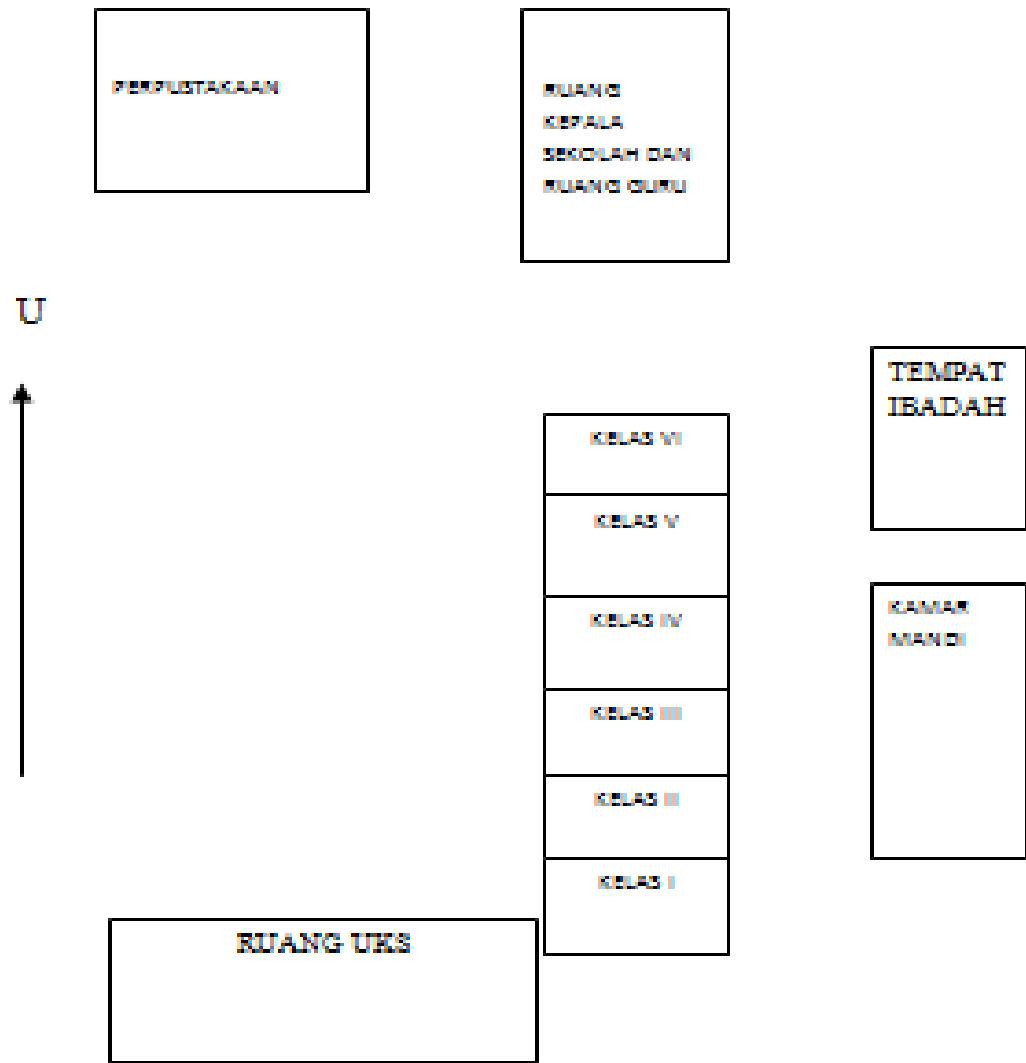 PERPUSTAKAAN
RUANG
KEPALA
SEKOLAH DAN
RUANG GURU
U
TEMPAT
IBADAH
KELAS VI
KELAS V
KELAS IV
KAMAR
MANDI
KELAS III
KELAS II
KELAS I
RUANG UKS